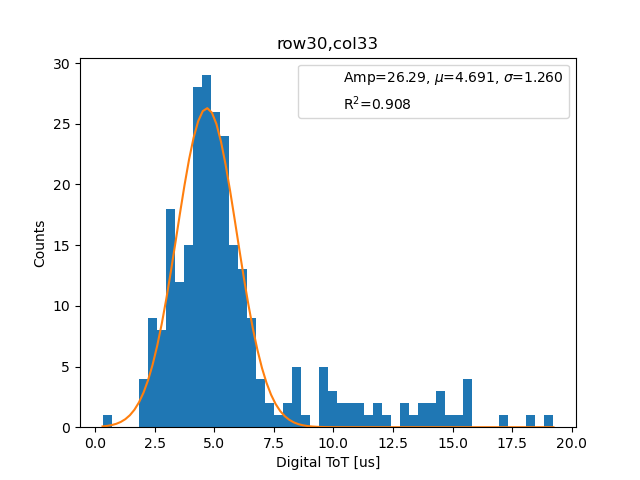 row30,col33
Amp=26.29, μ=4.691, σ=1.260
R²=0.908
30
25
20
15
10
5
0
Counts
0.0 2.5 5.0 7.5 10.0 12.5 15.0 17.5 20.0
Digital ToT [us]